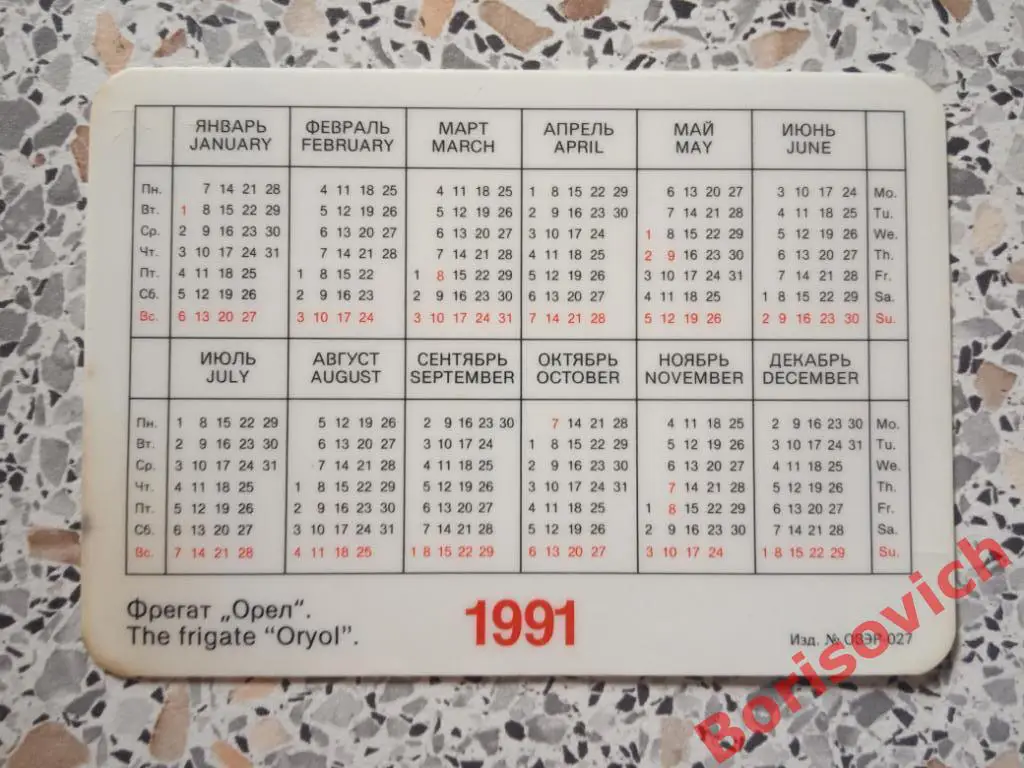 ЯНВАРЬ ФЕВРАЛЬ МАРТ АПРЕЛЬ МАЙ ИЮНЬ
JANUARY FEBRUARY MARCH APRIL MAY JUNE
Пн. 7 14 21 28 4 11 18 25 4 11 18 25 1 8 15 22 29 6 13 20 27 3 10 17 24 Mo.
Вт. 1 8 15 22 29 5 12 19 26 5 12 19 26 2 9 16 23 30 7 14 21 28 4 11 18 25 Tu.
Ср. 2 9 16 23 30 6 13 20 27 6 13 20 27 3 10 17 24 1 8 15 22 29 5 12 19 26 We.
Чт. 3 10 17 24 31 7 14 21 28 7 14 21 28 4 11 18 25 2 9 16 23 30 6 13 20 27 Th.
Пт. 4 11 18 25 1 8 15 22 1 8 15 22 29 5 12 19 26 3 10 17 24 31 7 14 21 28 Fr.
Сб. 5 12 19 26 2 9 16 23 2 9 16 23 30 6 13 20 27 4 11 18 25 1 8 15 22 29 Sa.
Вс. 6 13 20 27 3 10 17 24 3 10 17 24 31 7 14 21 28 5 12 19 26 2 9 16 23 30 Su.
ИЮЛЬ АВГУСТ СЕНТЯБРЬ ОКТЯБРЬ НОЯБРЬ ДЕКАБРЬ
JULY AUGUST SEPTEMBER OCTOBER NOVEMBER DECEMBER
Пн. 1 8 15 22 29 5 12 19 26 2 9 16 23 30 7 14 21 28 4 11 18 25 2 9 16 23 30 Mo.
Вт. 2 9 16 23 30 6 13 20 27 3 10 17 24 1 8 15 22 29 5 12 19 26 3 10 17 24 31 Tu.
Ср. 3 10 17 24 31 7 14 21 28 4 11 18 25 2 9 16 23 30 6 13 20 27 4 11 18 25 We.
Чт. 4 11 18 25 1 8 15 22 29 5 12 19 26 3 10 17 24 31 7 14 21 28 5 12 19 26 Th.
Пт. 5 12 19 26 2 9 16 23 30 6 13 20 27 4 11 18 25 1 8 15 22 29 6 13 20 27 Fr.
Сб. 6 13 20 27 3 10 17 24 31 7 14 21 28 5 12 19 26 2 9 16 23 30 7 14 21 28 Sa.
Вс. 7 14 21 28 4 11 18 25 1 8 15 22 29 6 13 20 27 3 10 17 24 1 8 15 22 29 Su.
Фрегат „Орел“.
The frigate “Oryol”.
1991
Изд. № 03ЭР-027
Borisovich